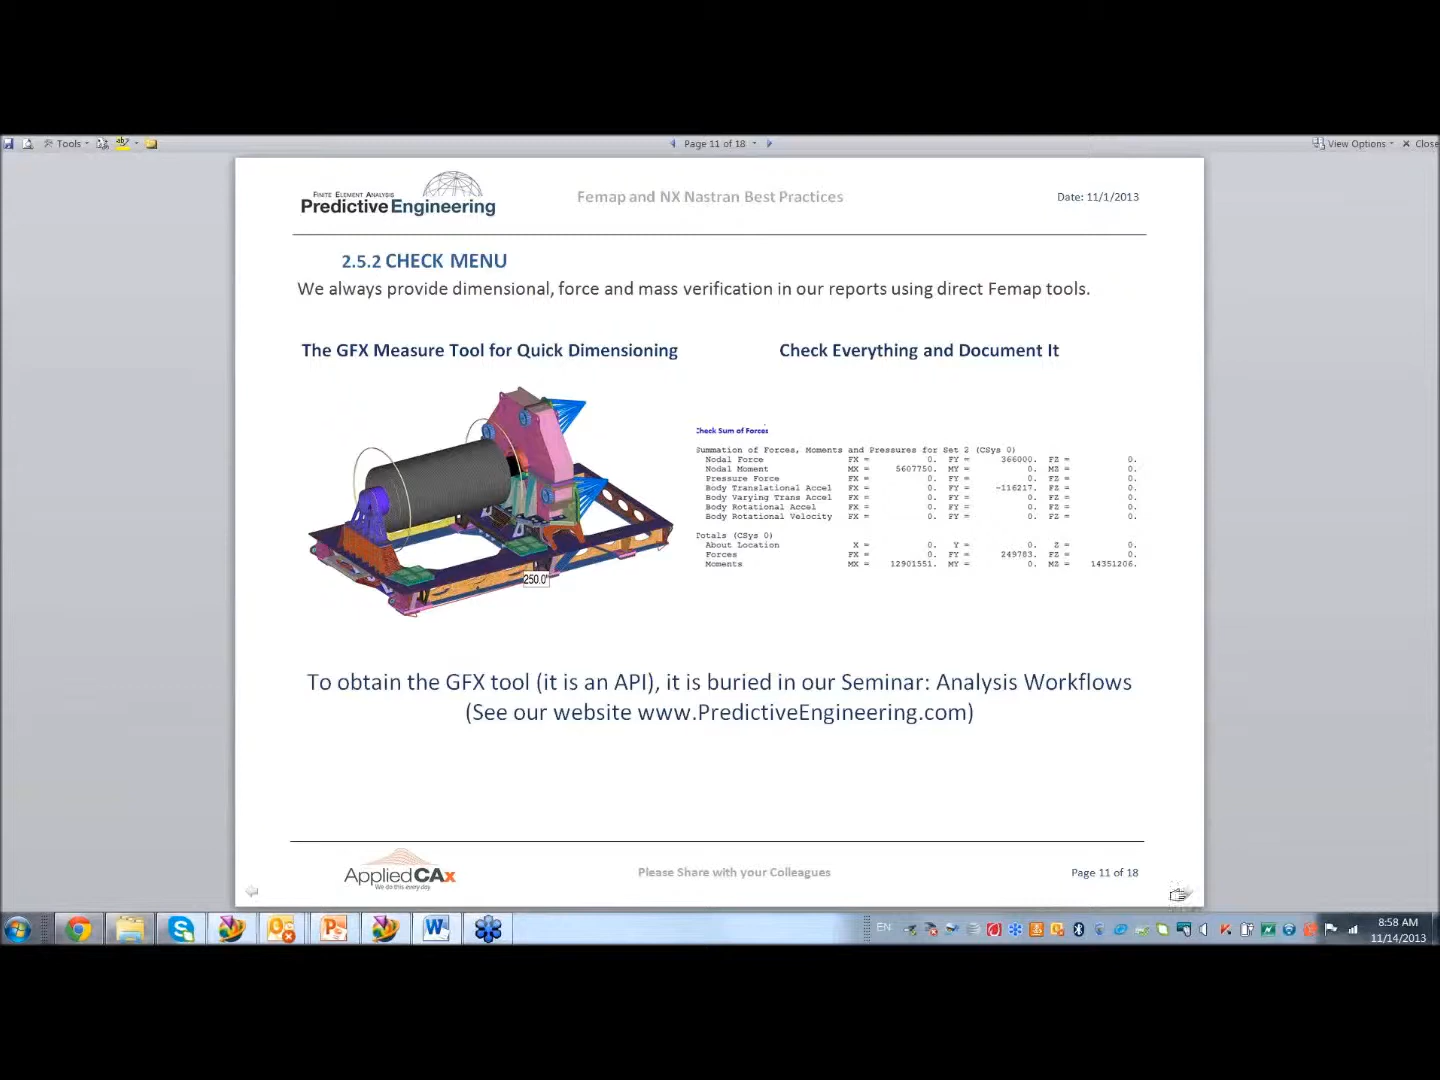 Tools
Page 11 of 18
View Options
Close
FINITE ELEMENT ANALYSIS
Predictive Engineering
Femap and NX Nastran Best Practices
Date: 11/1/2013
2.5.2 CHECK MENU
We always provide dimensional, force and mass verification in our reports using direct Femap tools.
The GFX Measure Tool for Quick Dimensioning
Check Everything and Document It
250.0
Check Sum of Forces
Summation of Forces, Moments and Pressures for Set 2 (CSys 0)
Nodal Force FX = 0. FY = 366000. FZ = 0.
Nodal Moment MX = 5607750. MY = 0. MZ = 0.
Pressure Force FX = 0. FY = 0. FZ = 0.
Body Translational Accel FX = 0. FY = -116217. FZ = 0.
Body Varying Trans Accel FX = 0. FY = 0. FZ = 0.
Body Rotational Accel FX = 0. FY = 0. FZ = 0.
Body Rotational Velocity FX = 0. FY = 0. FZ = 0.
Totals (CSys 0)
About Location X = 0. Y = 0. Z = 0.
Forces FX = 0. FY = 249783. FZ = 0.
Moments MX = 12901551. MY = 0. MZ = 14351206.
To obtain the GFX tool (it is an API), it is buried in our Seminar: Analysis Workflows
(See our website www.PredictiveEngineering.com)
AppliedCAx
We do this every day.
Please Share with your Colleagues
Page 11 of 18
EN
8:58 AM
11/14/2013